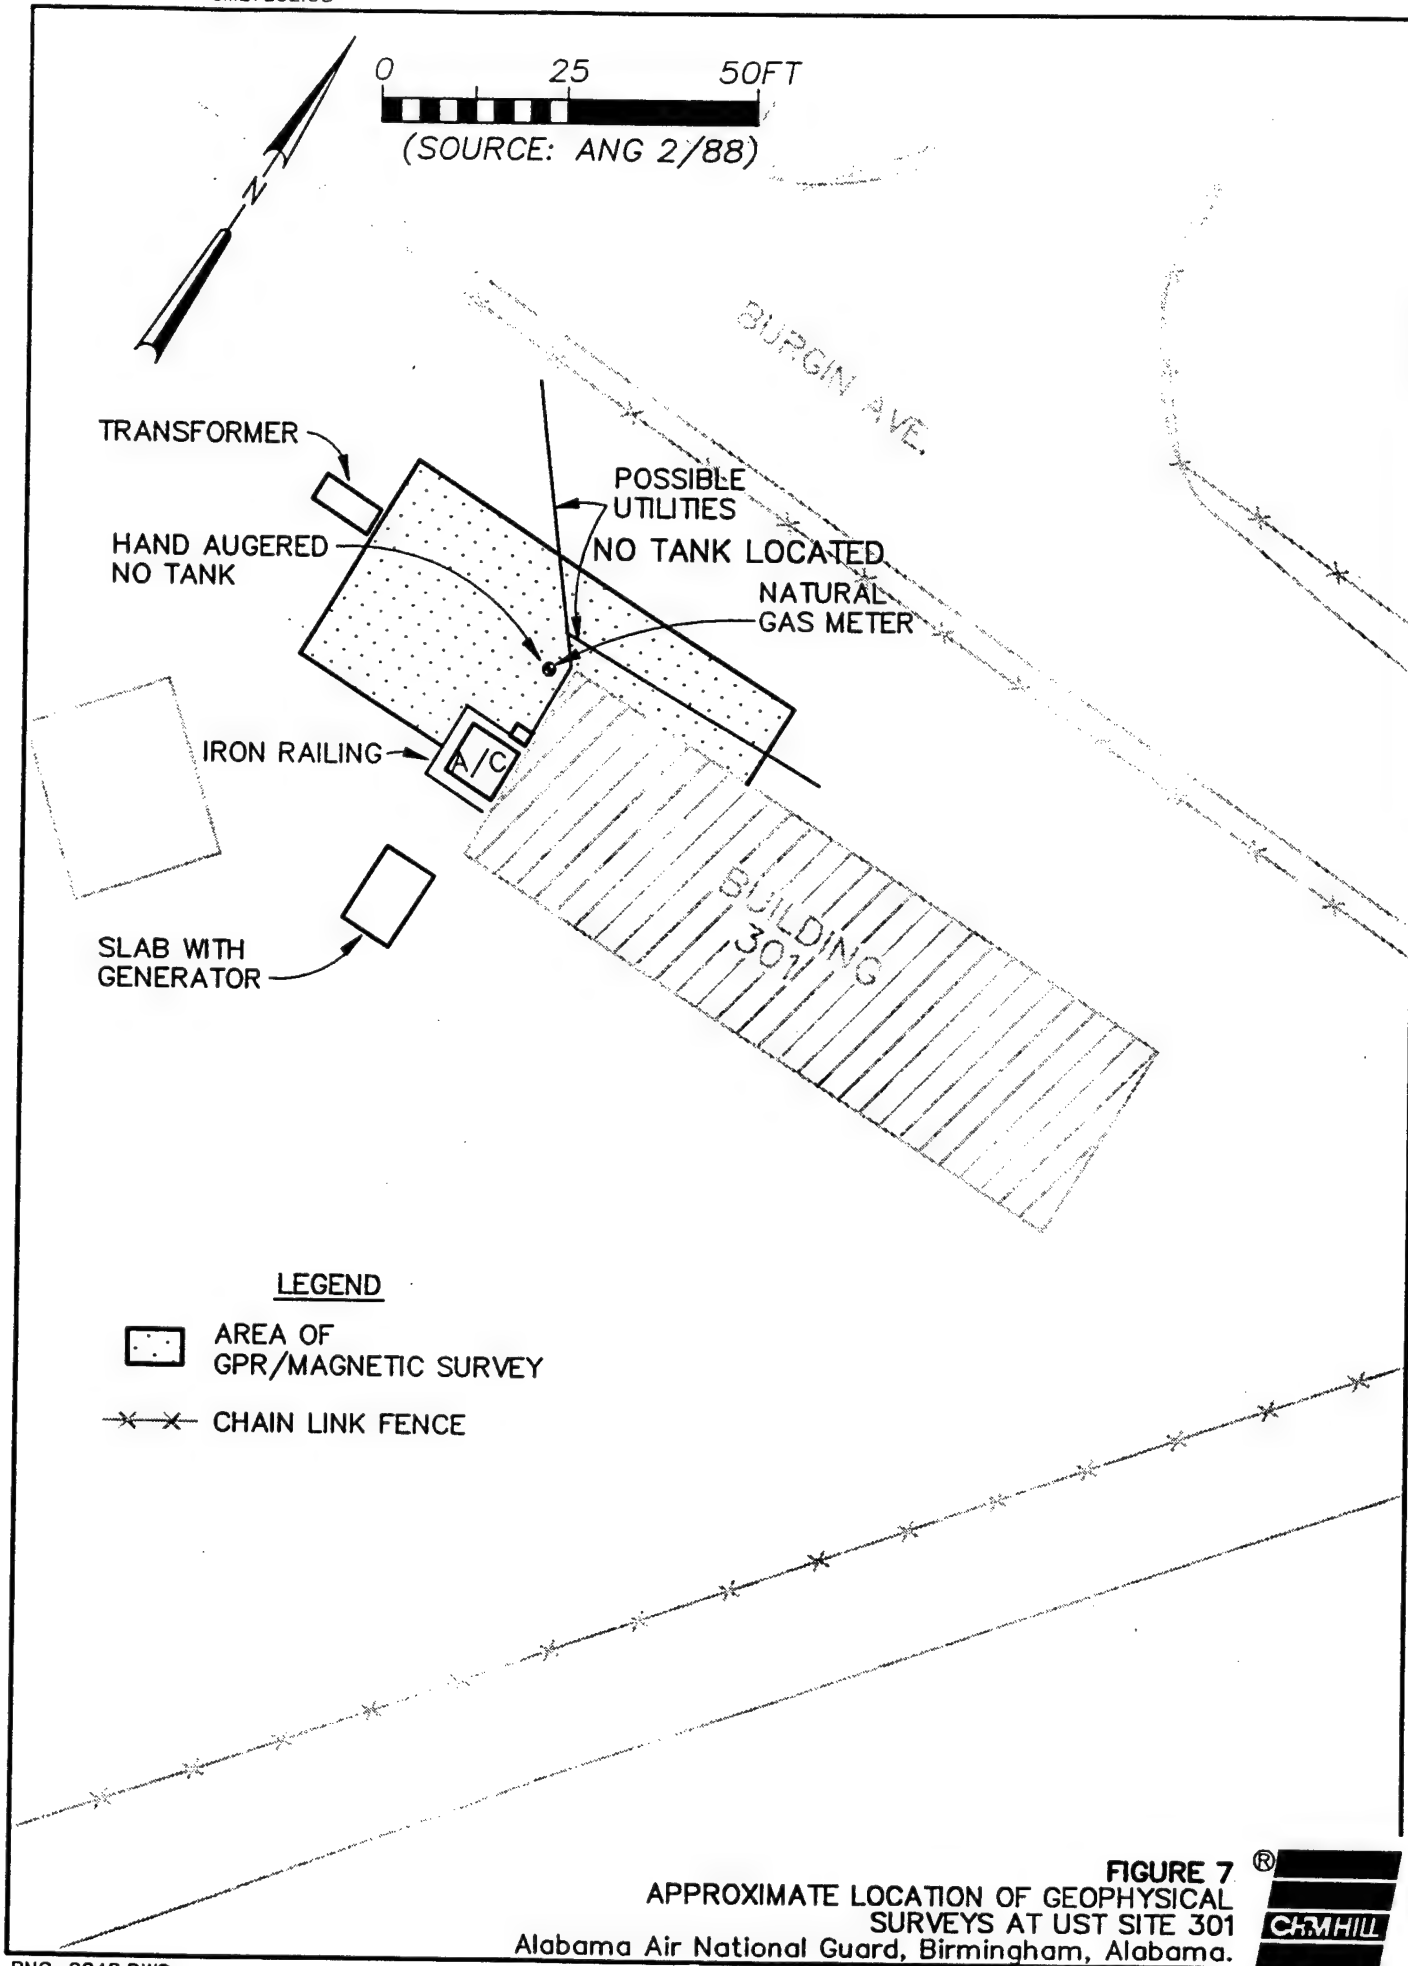 0 25 50FT
(SOURCE: ANG 2/88)
N
BURGIN AVE.
TRANSFORMER
POSSIBLE
UTILITIES
HAND AUGERED
NO TANK
NO TANK LOCATED
NATURAL
GAS METER
IRON RAILING
A/C
BUILDING
301
SLAB WITH
GENERATOR
LEGEND
AREA OF
GPR/MAGNETIC SURVEY
CHAIN LINK FENCE
FIGURE 7
APPROXIMATE LOCATION OF GEOPHYSICAL
SURVEYS AT UST SITE 301
Alabama Air National Guard, Birmingham, Alabama.
®
CH2M HILL